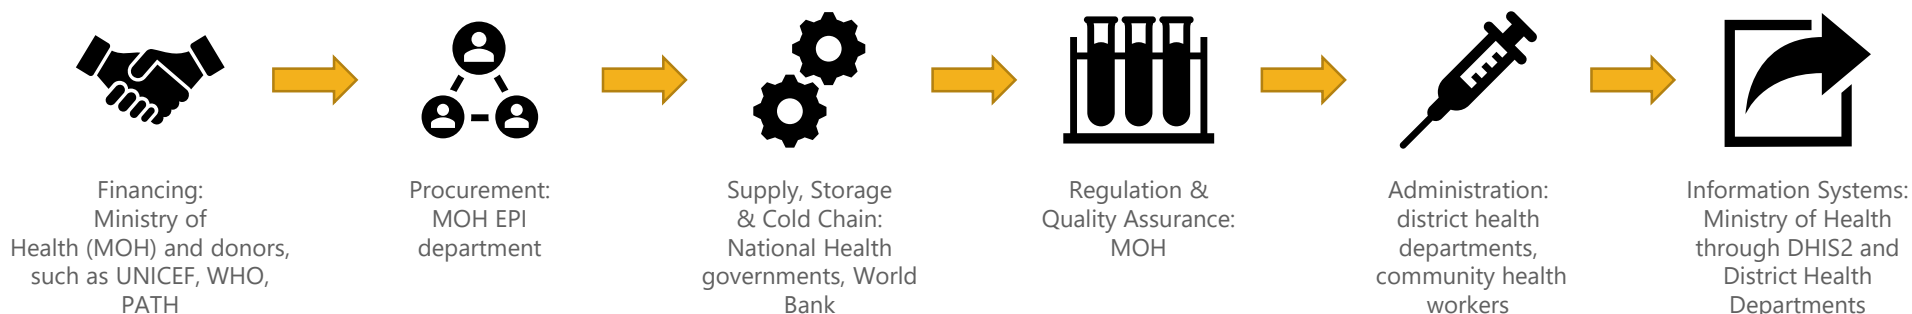 Financing:
Ministry of
Health (MOH) and donors,
such as UNICEF, WHO,
PATH
Procurement:
MOH EPI
department
Supply, Storage
& Cold Chain:
National Health
governments, World
Bank
Regulation &
Quality Assurance:
MOH
Administration:
district health
departments,
community health
workers
Information Systems:
Ministry of Health
through DHIS2 and
District Health
Departments